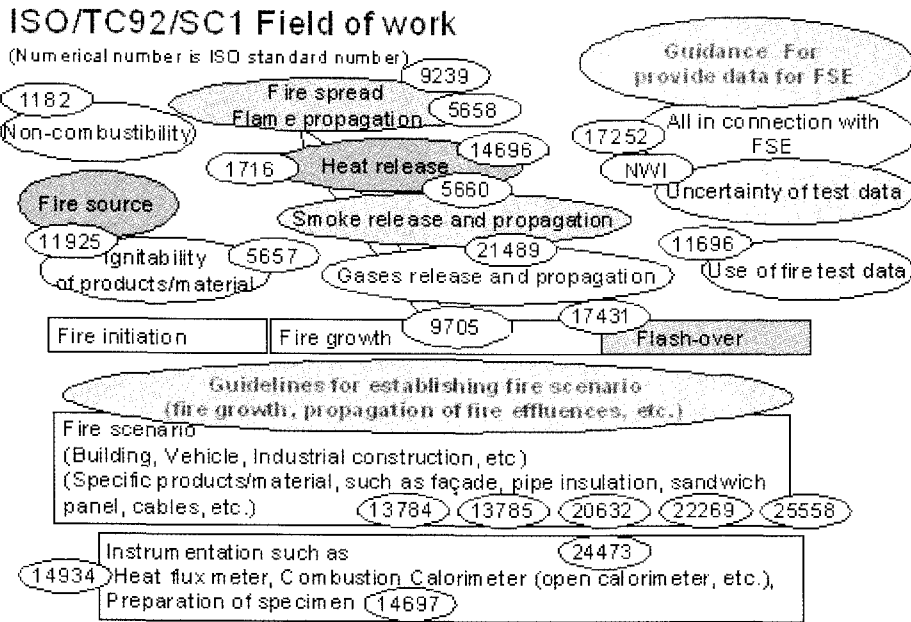 ISO/TC92/SC1 Field of work
(Numerical number is ISO standard number)
9239
Guidance For
provide data for FSE
1182
Fire spread
Flame propagation
5658
Non-combustibility
17252
All in connection with
FSE
1716
Heat release
14696
NWI
5660
Uncertainty of test data
Fire source
Smoke release and propagation
11925
Ignitability
of products/material
5657
21489
Gases release and propagation
11696
Use of fire test data
Fire initiation
Fire growth
9705
17431
Flash-over
Guidelines for establishing fire scenario
(fire growth, propagation of fire effluences, etc.)
Fire scenario
(Building, Vehicle, Industrial construction, etc)
(Specific products/material, such as façade, pipe insulation, sandwich
panel, cables, etc.)
13784
13785
20632
22269
25558
Instrumentation such as
24473
14934
Heat flux meter, Combustion Calorimeter (open calorimeter, etc.),
Preparation of specimen
14697